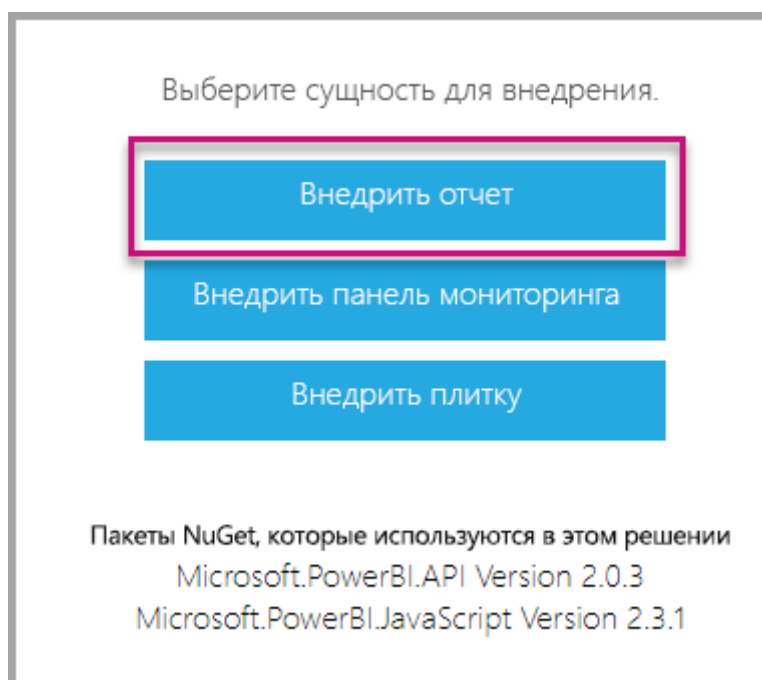 Выберите сущность для внедрения.
Внедрить отчет
Внедрить панель мониторинга
Внедрить плитку
Пакеты NuGet, которые используются в этом решении
Microsoft.PowerBI.API Version 2.0.3
Microsoft.PowerBI.JavaScript Version 2.3.1